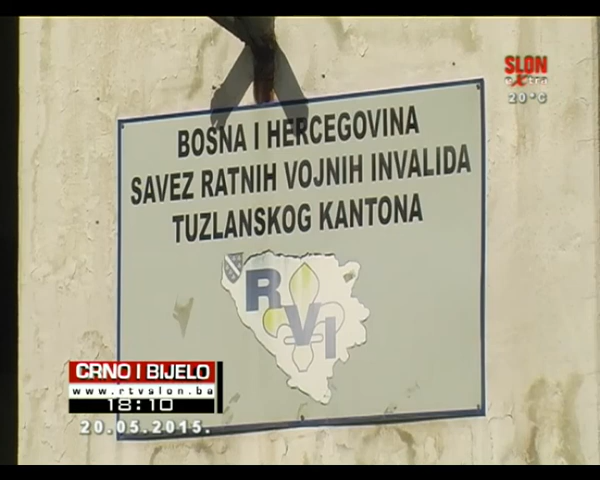 SLON
extra
20°C
BOSNA I HERCEGOVINA
SAVEZ RATNIH VOJNIH INVALIDA
TUZLANSKOG KANTONA
RVI
CRNO I BIJELO
www.rtvslon.ba
18:10
20.05.2015.